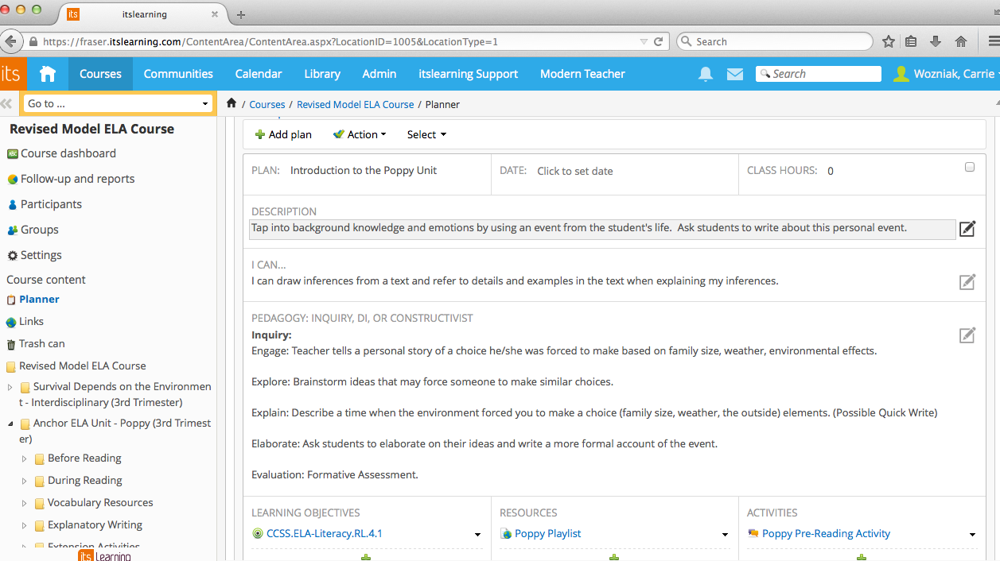 its itslearning
https://fraser.itslearning.com/ContentArea/ContentArea.aspx?LocationID=1005&LocationType=1 Search
its Courses Communities Calendar Library Admin itslearning Support Modern Teacher Search Wozniak, Carrie
Go to ... / Courses / Revised Model ELA Course / Planner
Revised Model ELA Course
Course dashboard
Follow-up and reports
Participants
Groups
Settings
Course content
Planner
Links
Trash can
Revised Model ELA Course
Survival Depends on the Environmen
t - Interdisciplinary (3rd Trimester)
Anchor ELA Unit - Poppy (3rd Trimest
er)
Before Reading
During Reading
Vocabulary Resources
Explanatory Writing
Extension Activities
its Learning
Add plan Action Select
PLAN: Introduction to the Poppy Unit DATE: Click to set date CLASS HOURS: 0
DESCRIPTION
Tap into background knowledge and emotions by using an event from the student's life.  Ask students to write about this personal event.
I CAN...
I can draw inferences from a text and refer to details and examples in the text when explaining my inferences.
PEDAGOGY: INQUIRY, DI, OR CONSTRUCTIVIST
Inquiry:
Engage: Teacher tells a personal story of a choice he/she was forced to make based on family size, weather, environmental effects.
Explore: Brainstorm ideas that may force someone to make similar choices.
Explain: Describe a time when the environment forced you to make a choice (family size, weather, the outside) elements. (Possible Quick Write)
Elaborate: Ask students to elaborate on their ideas and write a more formal account of the event.
Evaluation: Formative Assessment.
LEARNING OBJECTIVES RESOURCES ACTIVITIES
CCSS.ELA-Literacy.RL.4.1 Poppy Playlist Poppy Pre-Reading Activity